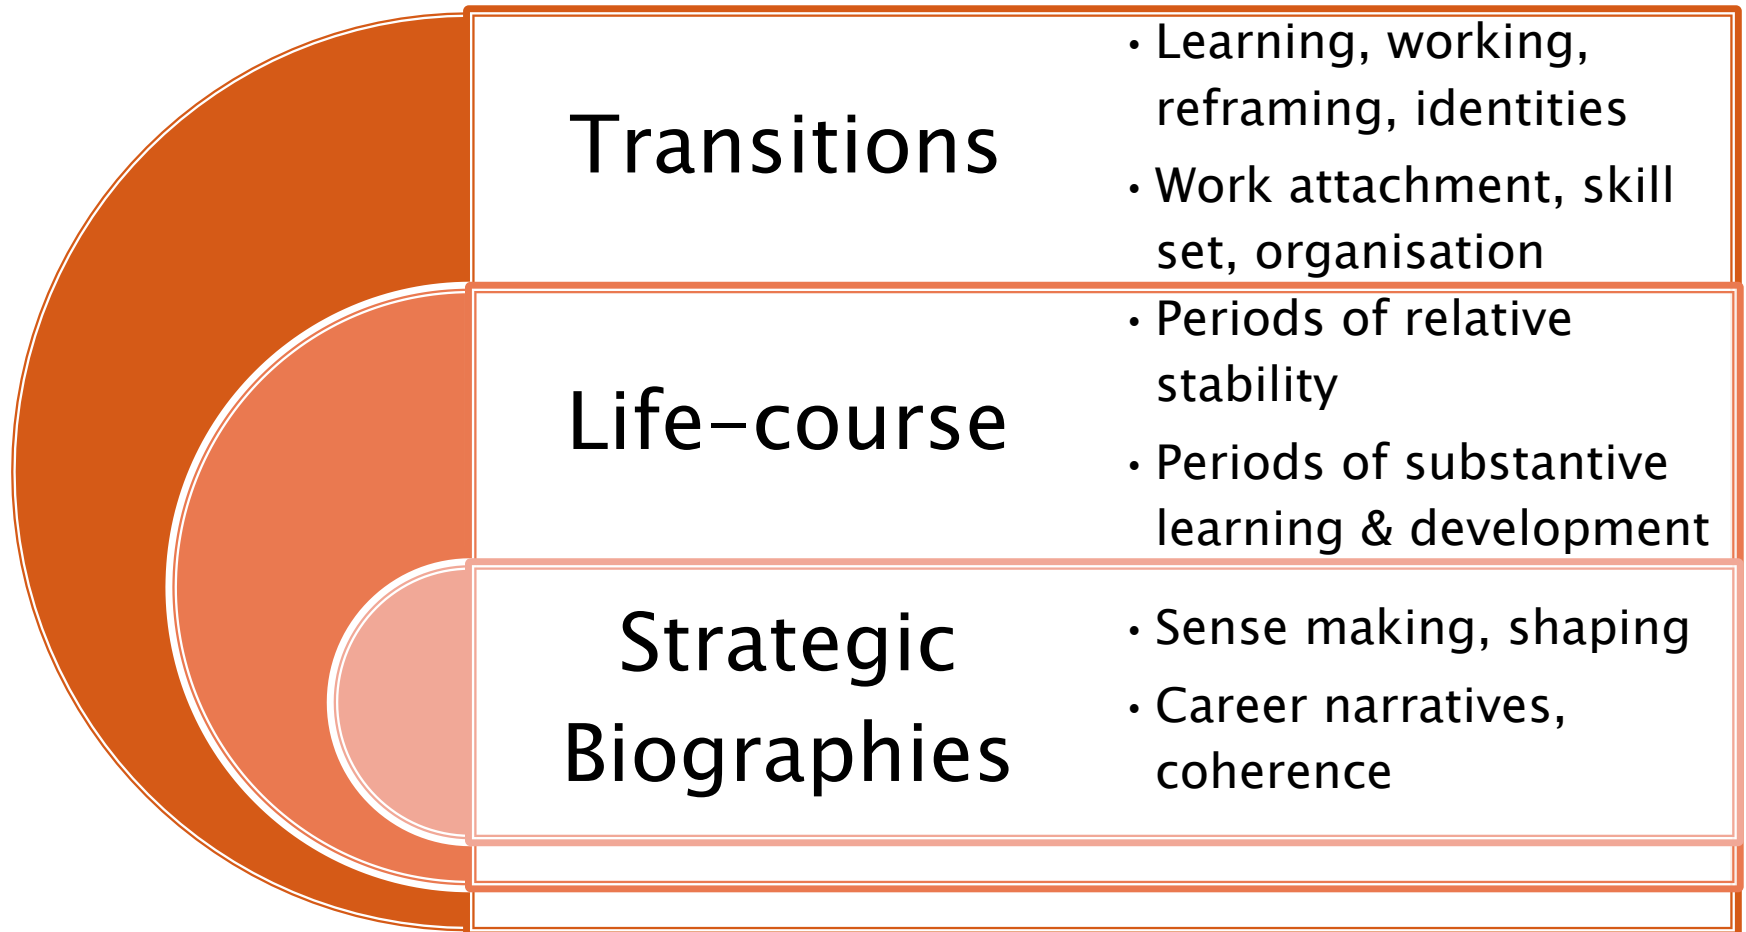 Transitions
• Learning, working,
reframing, identities
• Work attachment, skill
set, organisation
Life-course
• Periods of relative
stability
• Periods of substantive
learning & development
Strategic
Biographies
• Sense making, shaping
• Career narratives,
coherence